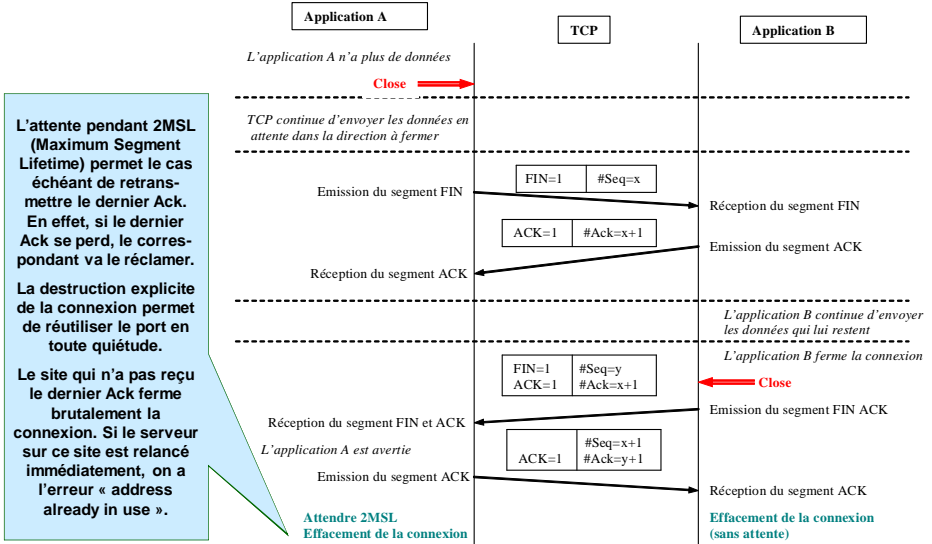 Application A
TCP
Application B
L'application A n'a plus de données
Close
TCP continue d'envoyer les données en
attente dans la direction à fermer
L'attente pendant 2MSL
(Maximum Segment
Lifetime) permet le cas
échéant de retrans-
mettre le dernier Ack.
En effet, si le dernier
Ack se perd, le corres-
pondant va le réclamer.
La destruction explicite
de la connexion permet
de réutiliser le port en
toute quiétude.
Le site qui n'a pas reçu
le dernier Ack ferme
brutalement la
connexion. Si le serveur
sur ce site est relancé
immédiatement, on a
l'erreur « address
already in use ».
FIN=1 #Seq=x
Emission du segment FIN
Réception du segment FIN
ACK=1 #Ack=x+1
Emission du segment ACK
Réception du segment ACK
L'application B continue d'envoyer
les données qui lui restent
L'application B ferme la connexion
FIN=1 #Seq=y
ACK=1 #Ack=x+1
Close
Emission du segment FIN ACK
Réception du segment FIN et ACK
L'application A est avertie
#Seq=x+1
ACK=1 #Ack=y+1
Emission du segment ACK
Réception du segment ACK
Attendre 2MSL
Effacement de la connexion
Effacement de la connexion
(sans attente)